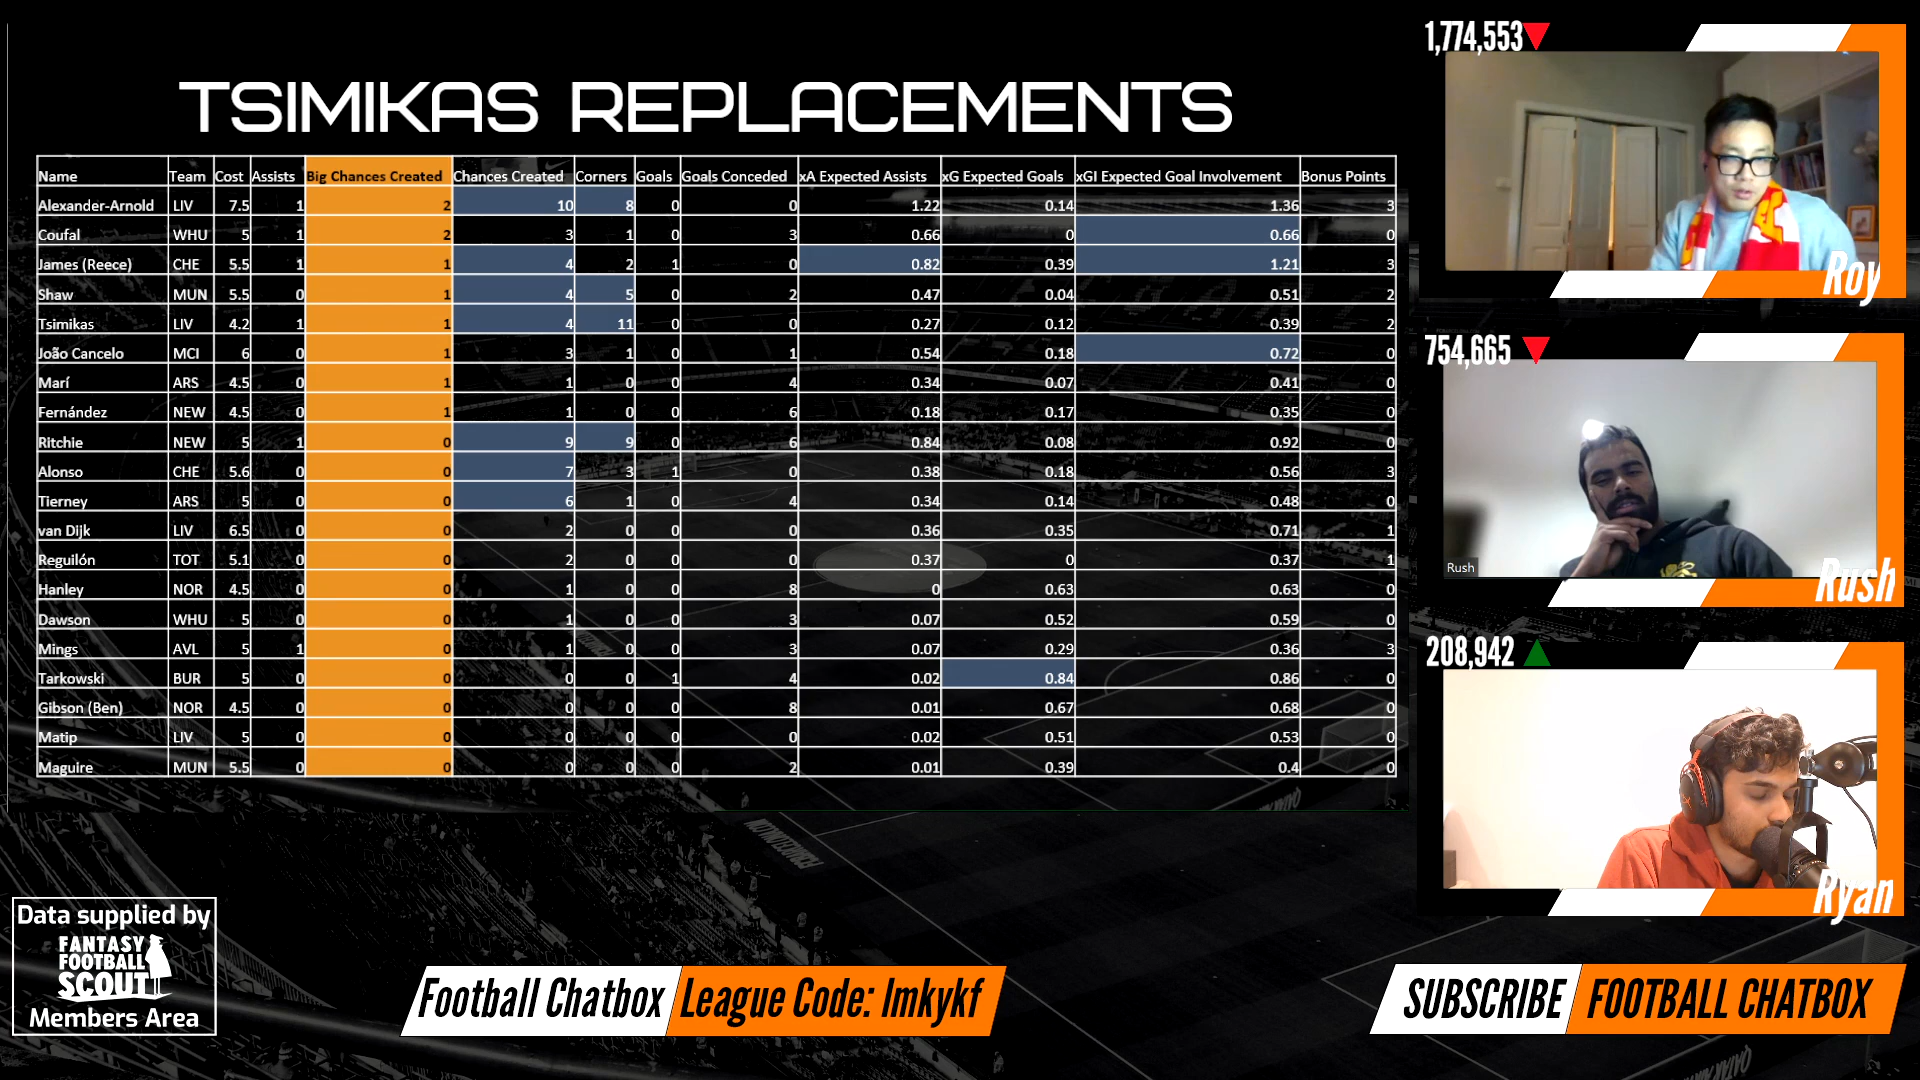 TSIMIKAS REPLACEMENTS
Name Team Cost Assists Big Chances Created Chances Created Corners Goals Goals Conceded xA Expected Assists xG Expected Goals xGI Expected Goal Involvement Bonus Points
Alexander-Arnold LIV 7.5 1 2 10 8 0 0 1.22 0.14 1.36 3
Coufal WHU 5 1 2 3 1 0 3 0.66 0 0.66 0
James (Reece) CHE 5.5 1 1 4 2 1 0 0.82 0.39 1.21 3
Shaw MUN 5.5 0 1 4 5 0 2 0.47 0.04 0.51 2
Tsimikas LIV 4.2 1 1 4 11 0 0 0.27 0.12 0.39 2
João Cancelo MCI 6 0 1 3 1 0 1 0.54 0.18 0.72 0
Marí ARS 4.5 0 1 1 0 0 4 0.34 0.07 0.41 0
Fernández NEW 4.5 0 1 1 0 0 6 0.18 0.17 0.35 0
Ritchie NEW 5 1 0 9 9 0 6 0.84 0.08 0.92 0
Alonso CHE 5.6 0 0 7 3 1 0 0.38 0.18 0.56 3
Tierney ARS 5 0 0 6 1 0 4 0.34 0.14 0.48 0
van Dijk LIV 6.5 0 0 2 0 0 0 0.36 0.35 0.71 1
Reguilón TOT 5.1 0 0 2 0 0 0 0.37 0 0.37 1
Hanley NOR 4.5 0 0 1 0 0 8 0 0.63 0.63 0
Dawson WHU 5 0 0 1 0 0 3 0.07 0.52 0.59 0
Mings AVL 5 1 0 1 0 0 3 0.07 0.29 0.36 3
Tarkowski BUR 5 0 0 0 0 1 4 0.02 0.84 0.86 0
Gibson (Ben) NOR 4.5 0 0 0 0 0 8 0.01 0.67 0.68 0
Matip LIV 5 0 0 0 0 0 0 0.02 0.51 0.53 0
Maguire MUN 5.5 0 0 0 0 0 2 0.01 0.39 0.4 0
1,774,553
Roy
754,665
Rush
Rush
208,942
Ryan
Data supplied by
FANTASY
FOOTBALL
SCOUT
Members Area
Football Chatbox League Code: lmkykf
SUBSCRIBE FOOTBALL CHATBOX